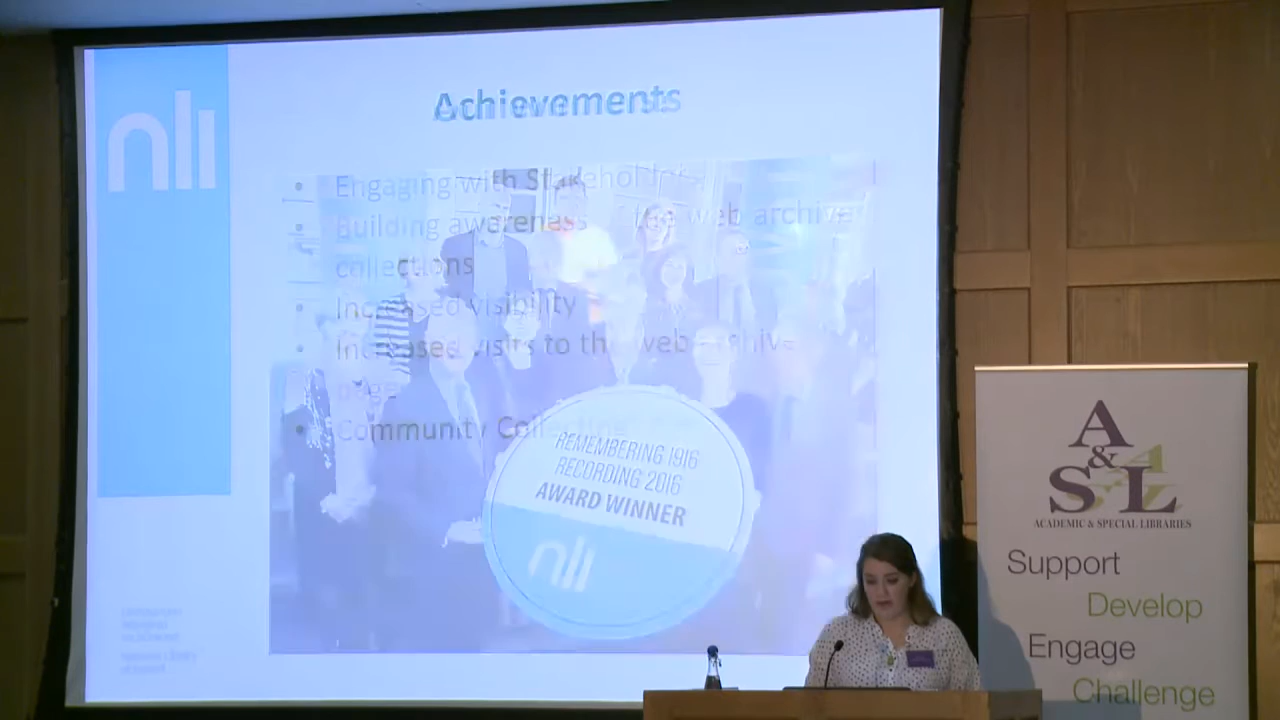 nli
Achievements
• Engaging with Stakeholders
• Building awareness of the web archive
collections
• Increased visibility
• Increased visits to the web archive
page
• Community Collecting
REMEMBERING 1916
RECORDING 2016
AWARD WINNER
nli
A
&
S L
ACADEMIC & SPECIAL LIBRARIES
Support
Develop
Engage
Challenge